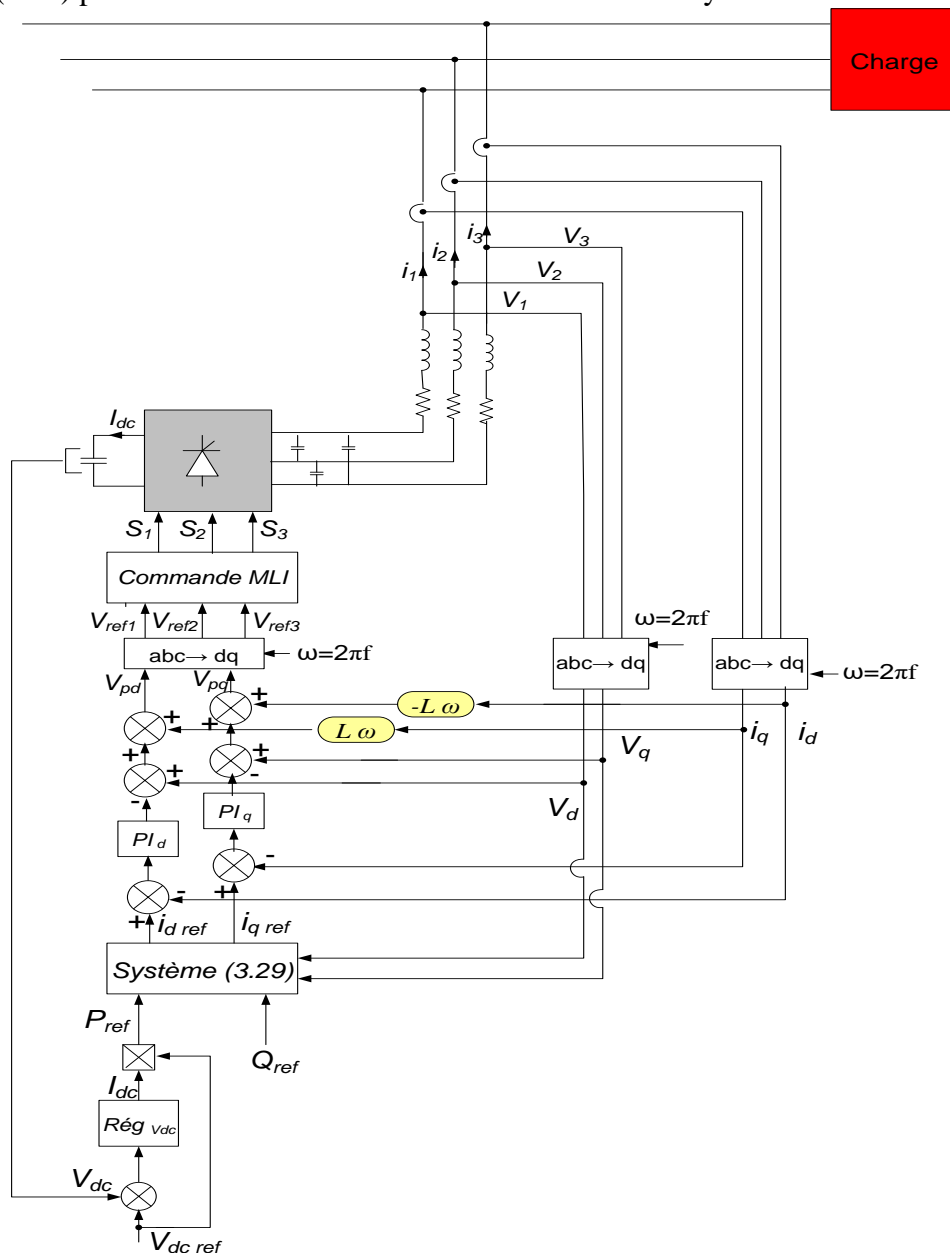 Charge
i3
V3
i2
V2
i1
V1
Idc
S1 S2 S3
Commande MLI
Vref1 Vref2 Vref3
ω=2πf
abc→ dq
ω=2πf
abc→ dq
abc→ dq
ω=2πf
Vpd
Vpq
+
-L ω
+
+
+
L ω
iq
id
+
+
Vq
-
+
+
-
Vd
PI q
PI d
-
+
-
+
id ref
iq ref
Système (3.29)
Pref
Qref
Idc
Rég Vdc
Vdc
Vdc ref